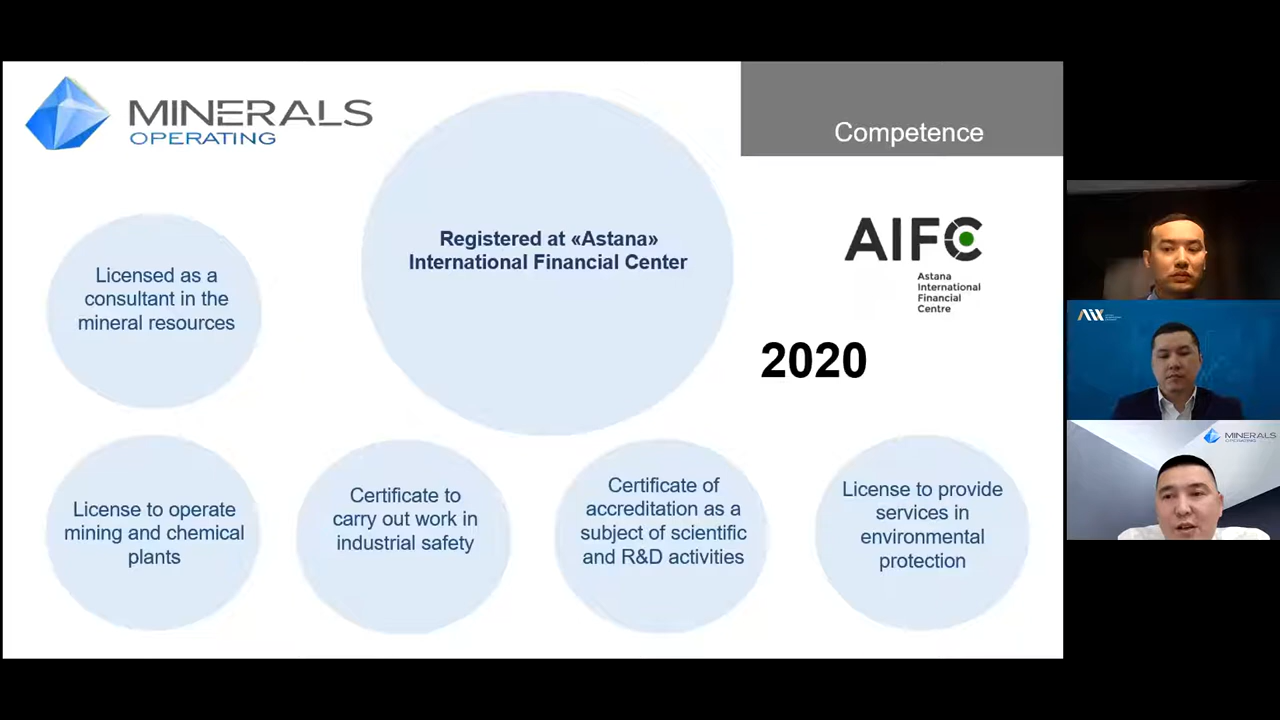 MINERALS
OPERATING
Competence
Registered at «Astana»
International Financial Center
AIFC
Astana
International
Financial
Centre
2020
Licensed as a
consultant in the
mineral resources
License to operate
mining and chemical
plants
Certificate to
carry out work in
industrial safety
Certificate of
accreditation as a
subject of scientific
and R&D activities
License to provide
services in
environmental
protection
AIX
MINERALS
OPERATING